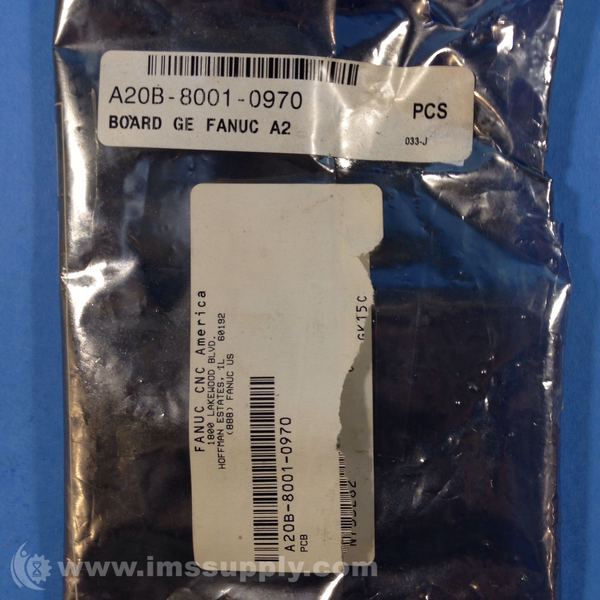 A20B-8001-0970
PCS
BOARD GE FANUC A2
033-J
FANUC CNC America
1800 LAKEWOOD BLVD.
HOFFMAN ESTATES, IL 60192
(888) FANUC US
A20B-8001-0970
PCB
GK15C
www.imssupply.com